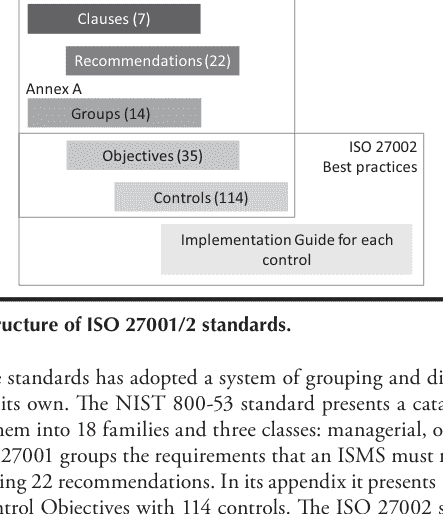 Clauses (7)
Recommendations (22)
Annex A
Groups (14)
ISO 27002
Best practices
Objectives (35)
Controls (114)
Implementation Guide for each
control
ructure of ISO 27001/2 standards.
e standards has adopted a system of grouping and di
its own. The NIST 800-53 standard presents a cata
hem into 18 families and three classes: managerial, o
27001 groups the requirements that an ISMS must
ing 22 recommendations. In its appendix it presents
ntrol Objectives with 114 controls. The ISO 27002 s